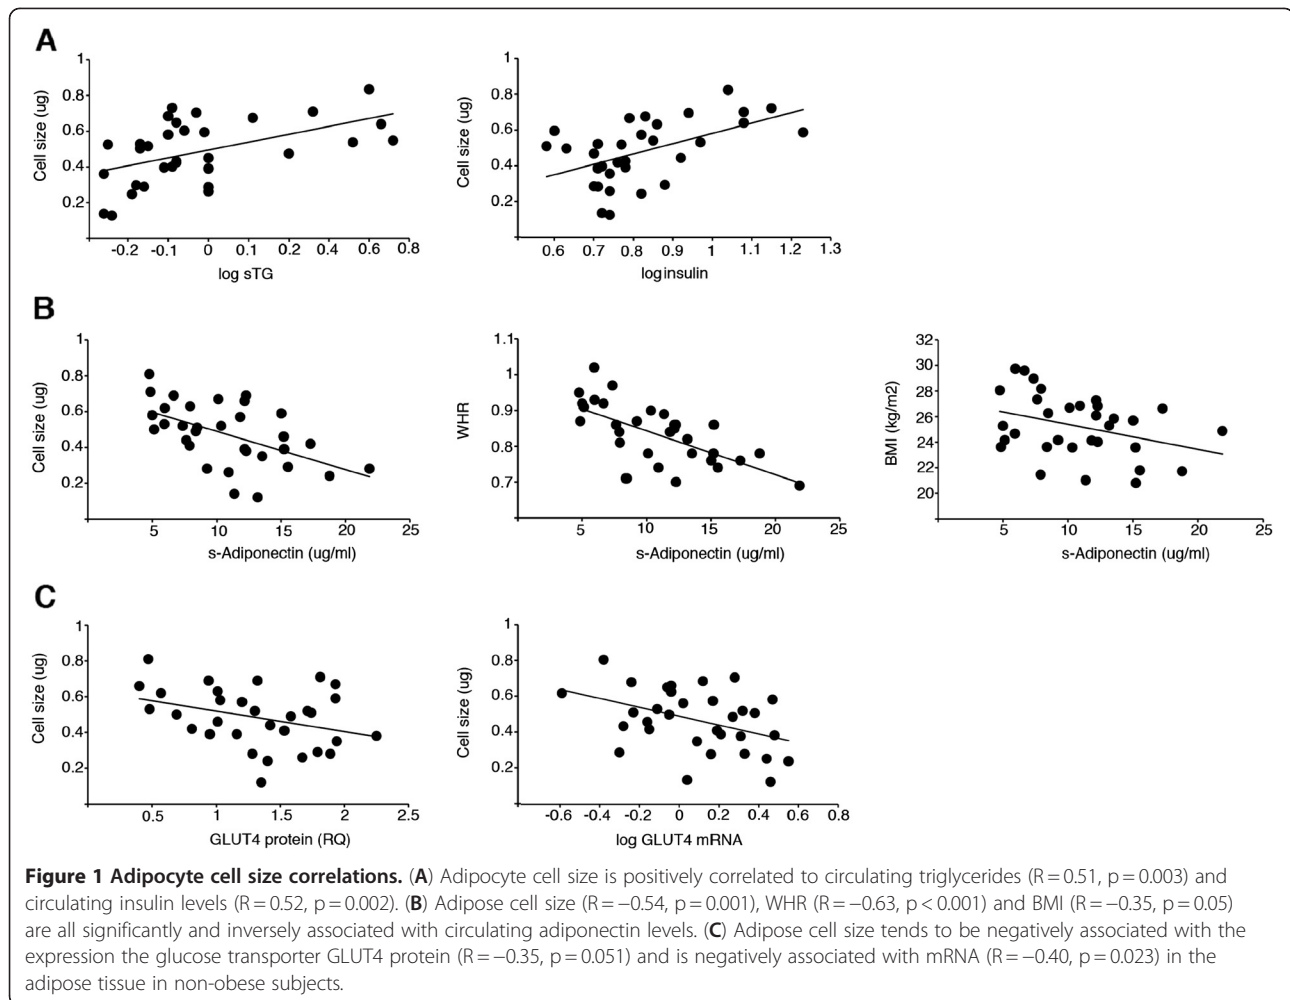 A
1
0.8
0.6
0.4
0.2
Cell size (ug)
-0.2 -0.1 0 0.1 0.2 0.4 0.6 0.8
log sTG
1
0.8
0.6
0.4
0.2
Cell size (ug)
0.6 0.7 0.8 0.9 1 1.1 1.2 1.3
loginsulin
B
1
0.8
0.6
0.4
0.2
Cell size (ug)
5 10 15 20 25
s-Adiponectin (ug/ml)
1.1
1
0.9
0.8
0.7
WHR
5 10 15 20 25
s-Adiponectin (ug/ml)
32
30
28
26
24
22
20
BMI (kg/m2)
5 10 15 20 25
s-Adiponectin (ug/ml)
C
1
0.8
0.6
0.4
0.2
Cell size (ug)
0.5 1 1.5 2 2.5
GLUT4 protein (RQ)
1
0.8
0.6
0.4
0.2
Cell size (ug)
-0.6 -0.4 -0.2 0 0.2 0.4 0.6 0.8
log GLUT4 mRNA
Figure 1 Adipocyte cell size correlations. (A) Adipocyte cell size is positively correlated to circulating triglycerides (R = 0.51, p = 0.003) and
circulating insulin levels (R = 0.52, p = 0.002). (B) Adipose cell size (R = −0.54, p = 0.001), WHR (R = −0.63, p < 0.001) and BMI (R = −0.35, p = 0.05)
are all significantly and inversely associated with circulating adiponectin levels. (C) Adipose cell size tends to be negatively associated with the
expression the glucose transporter GLUT4 protein (R = −0.35, p = 0.051) and is negatively associated with mRNA (R = −0.40, p = 0.023) in the
adipose tissue in non-obese subjects.